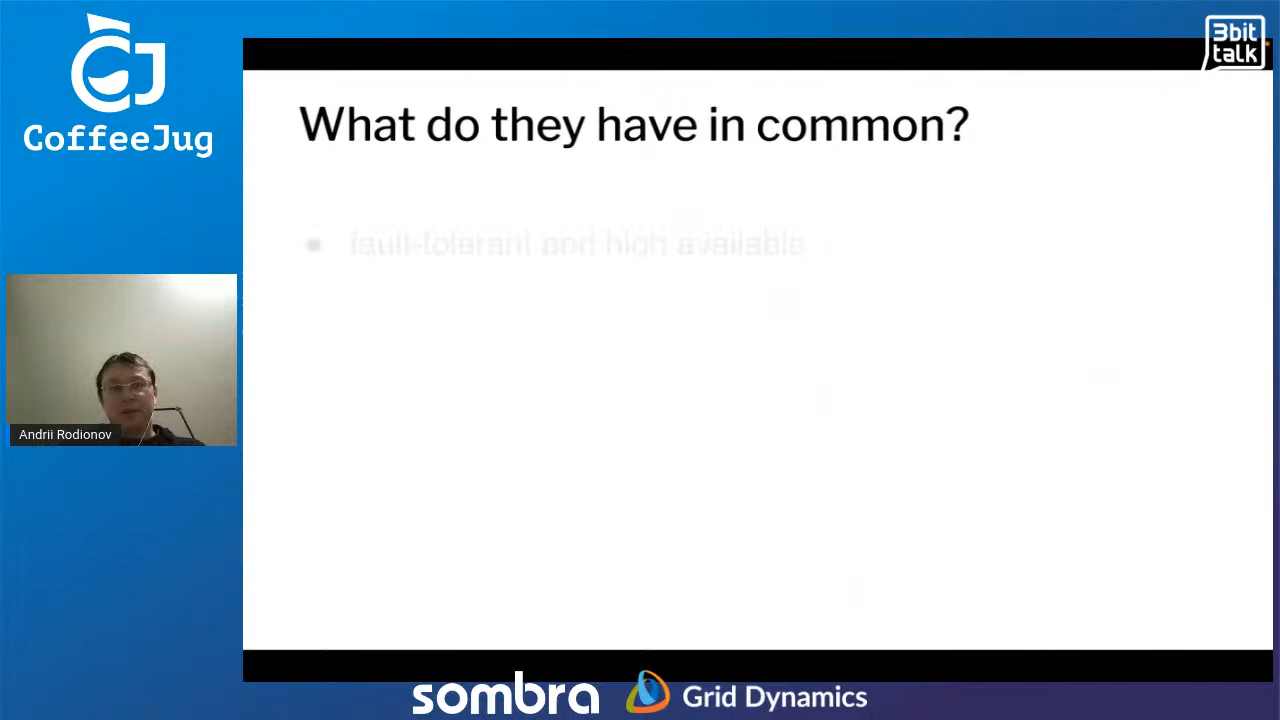 3bit
talk
CoffeeJug
What do they have in common?
fault-tolerant and high available
Andrii Rodionov
sombra
Grid Dynamics